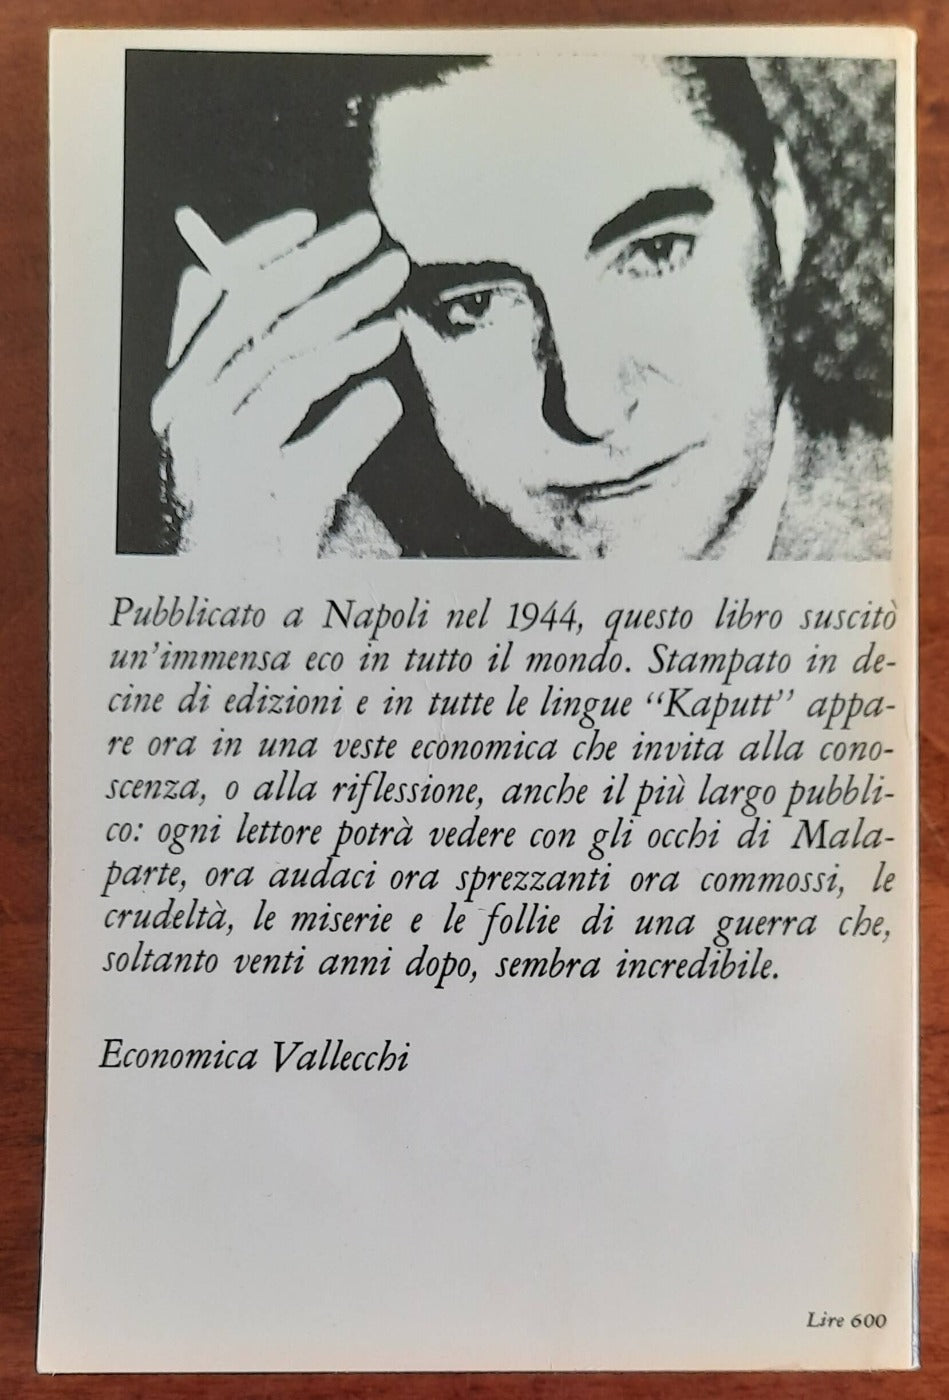 Pubblicato a Napoli nel 1944, questo libro suscitò
un'immensa eco in tutto il mondo. Stampato in de-
cine di edizioni e in tutte le lingue “Kaputt” appa-
re ora in una veste economica che invita alla cono-
scenza, o alla riflessione, anche il più largo pubbli-
co: ogni lettore potrà vedere con gli occhi di Mala-
parte, ora audaci ora sprezzanti ora commossi, le
crudeltà, le miserie e le follie di una guerra che,
soltanto venti anni dopo, sembra incredibile.
Economica Vallecchi
Lire 600